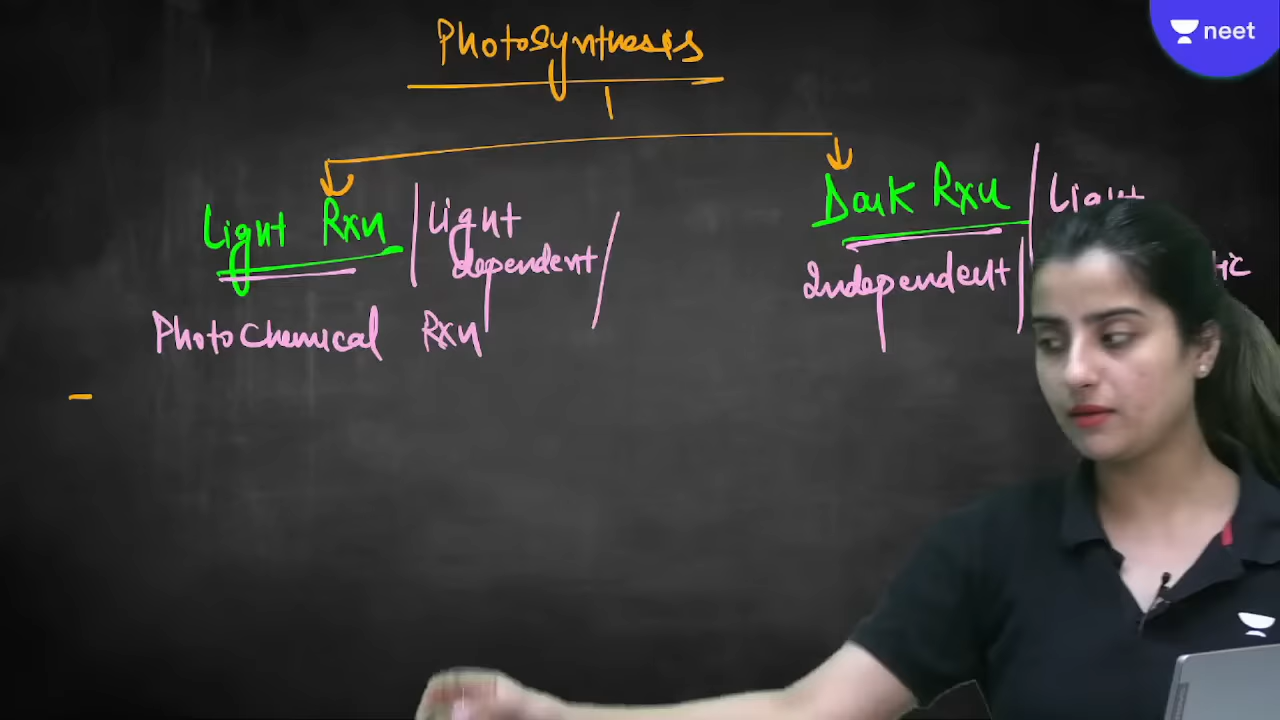 Photosynthesis
neet
Light Rxn | Light dependent /
Photochemical Rxn
Dark Rxn | Light
Independent |